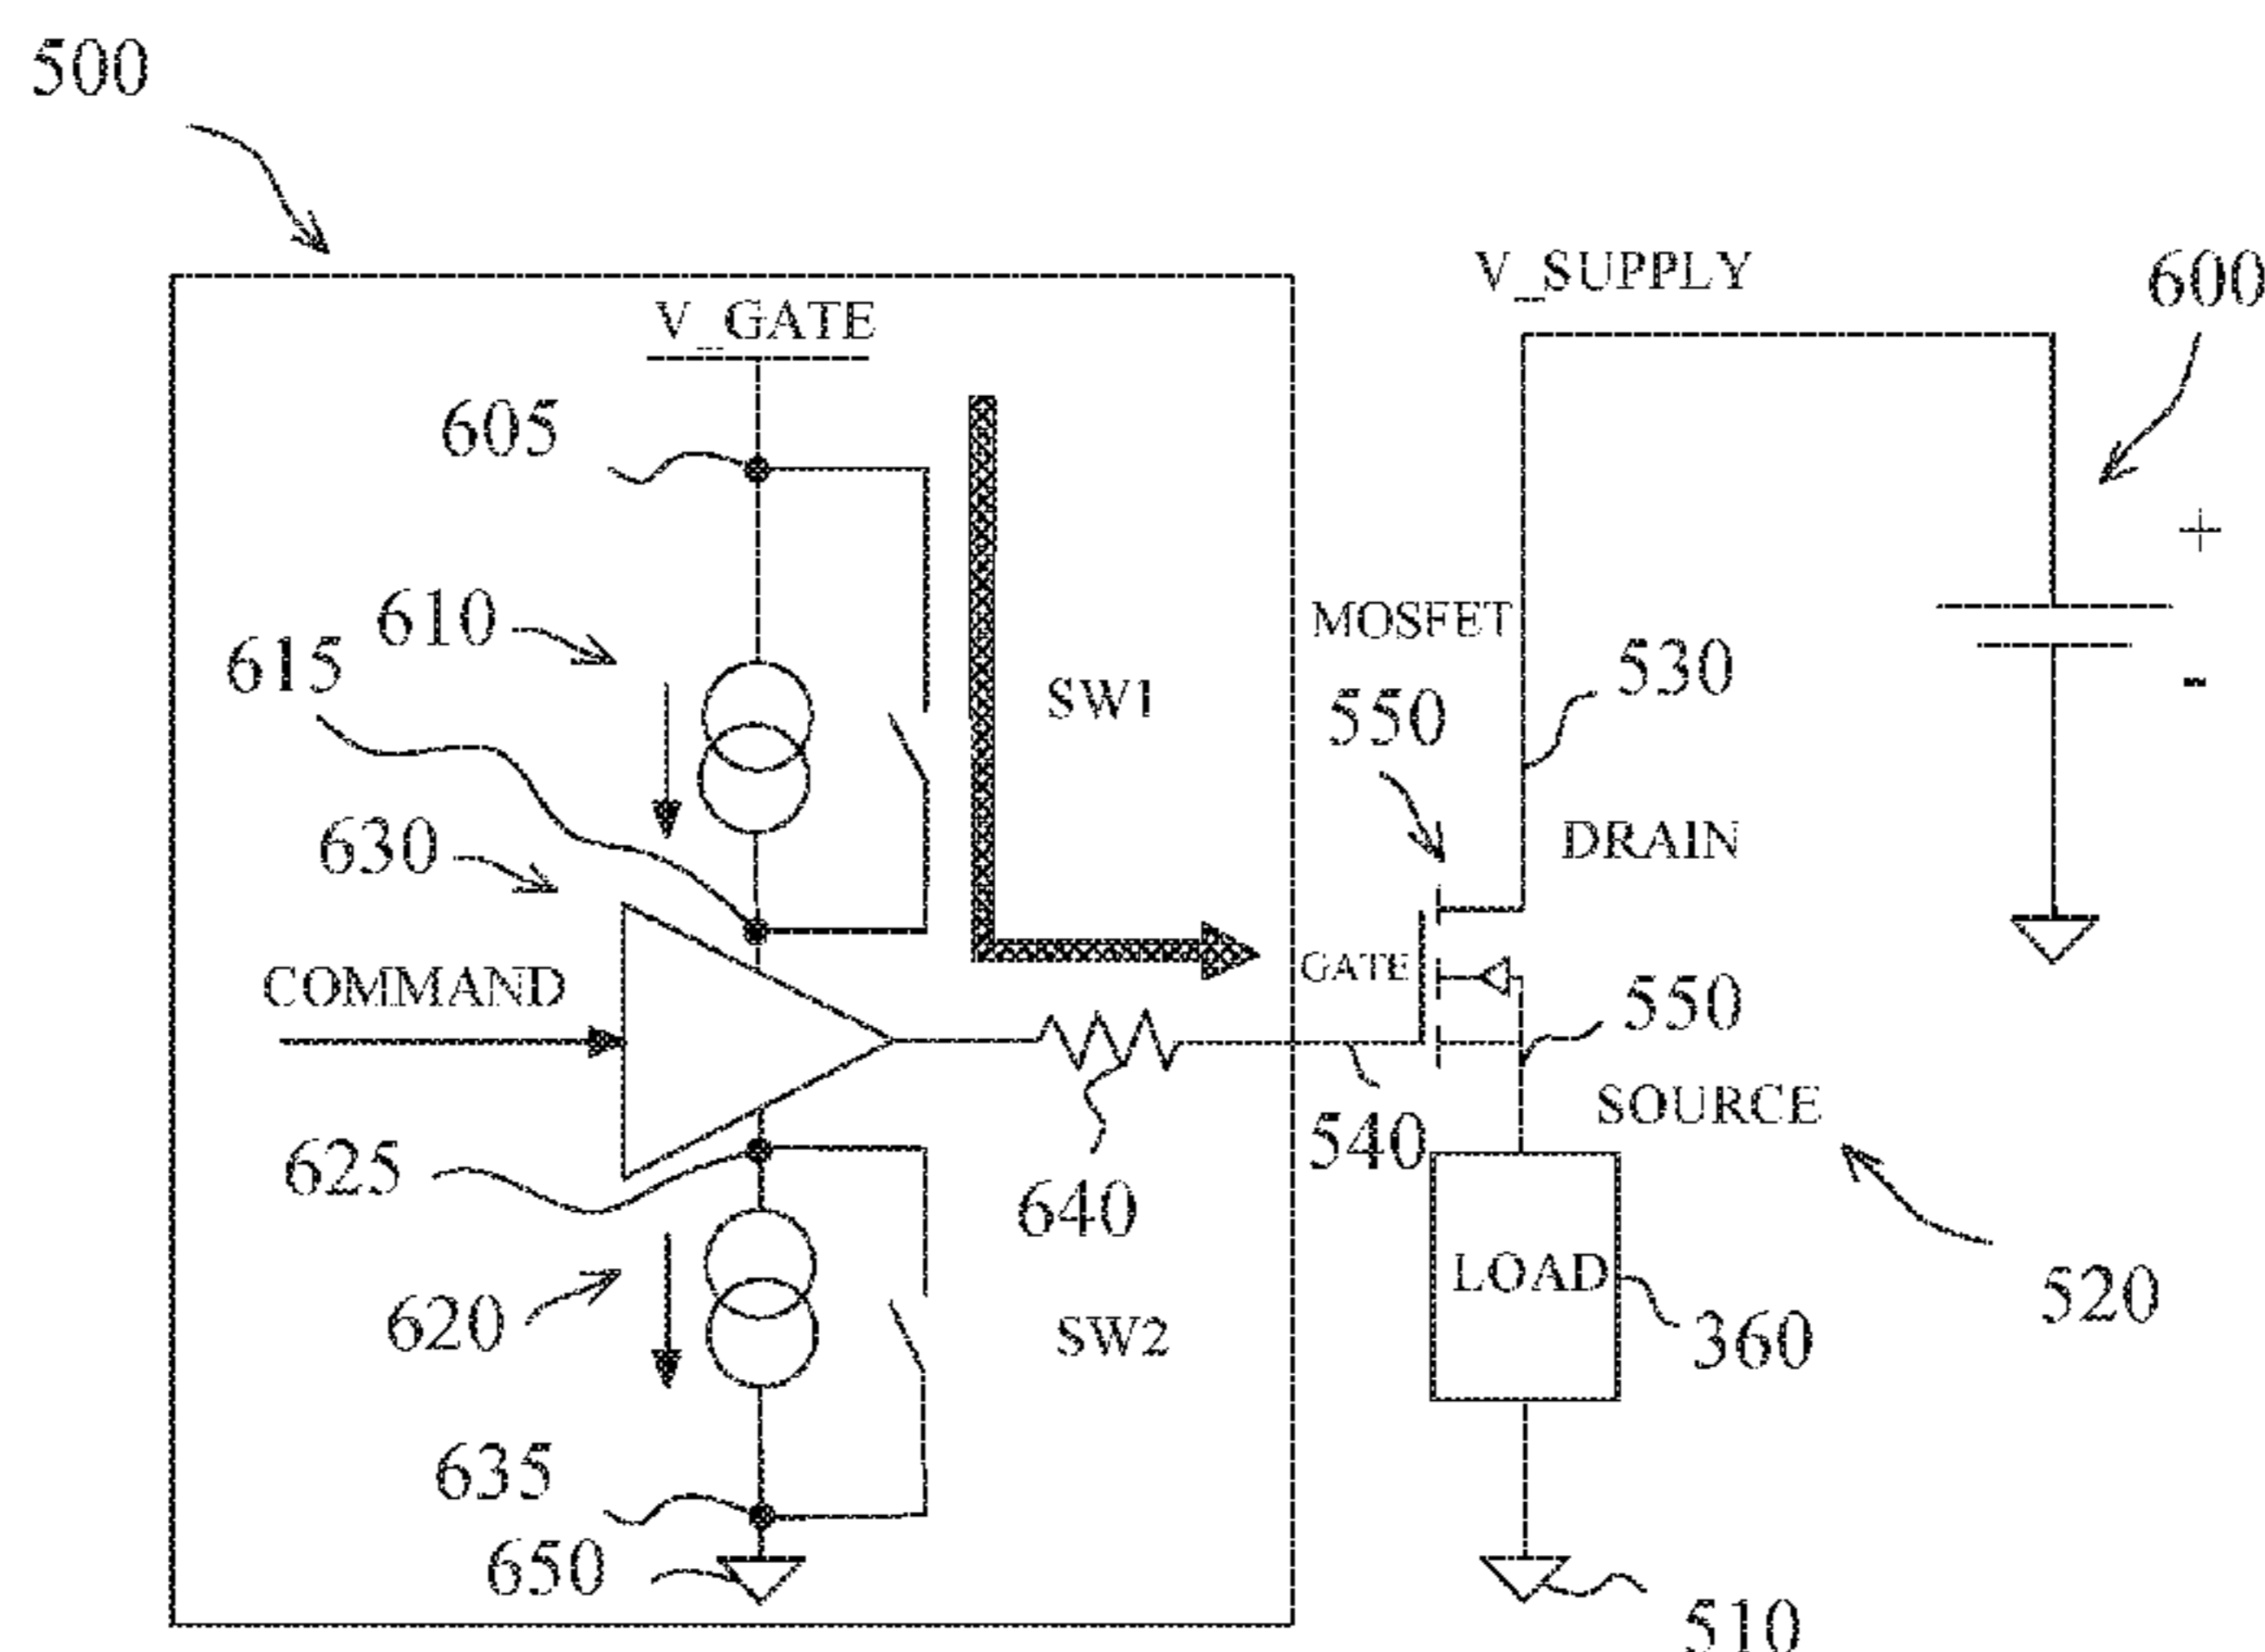 500
V_SUPPLY
600
V_GATE
605
+
610
MOSFET
615
530
SW1
-
550
630
DRAIN
COMMAND
GATE
550
SOURCE
625
540
640
LOAD
620
520
SW2
360
635
650
510